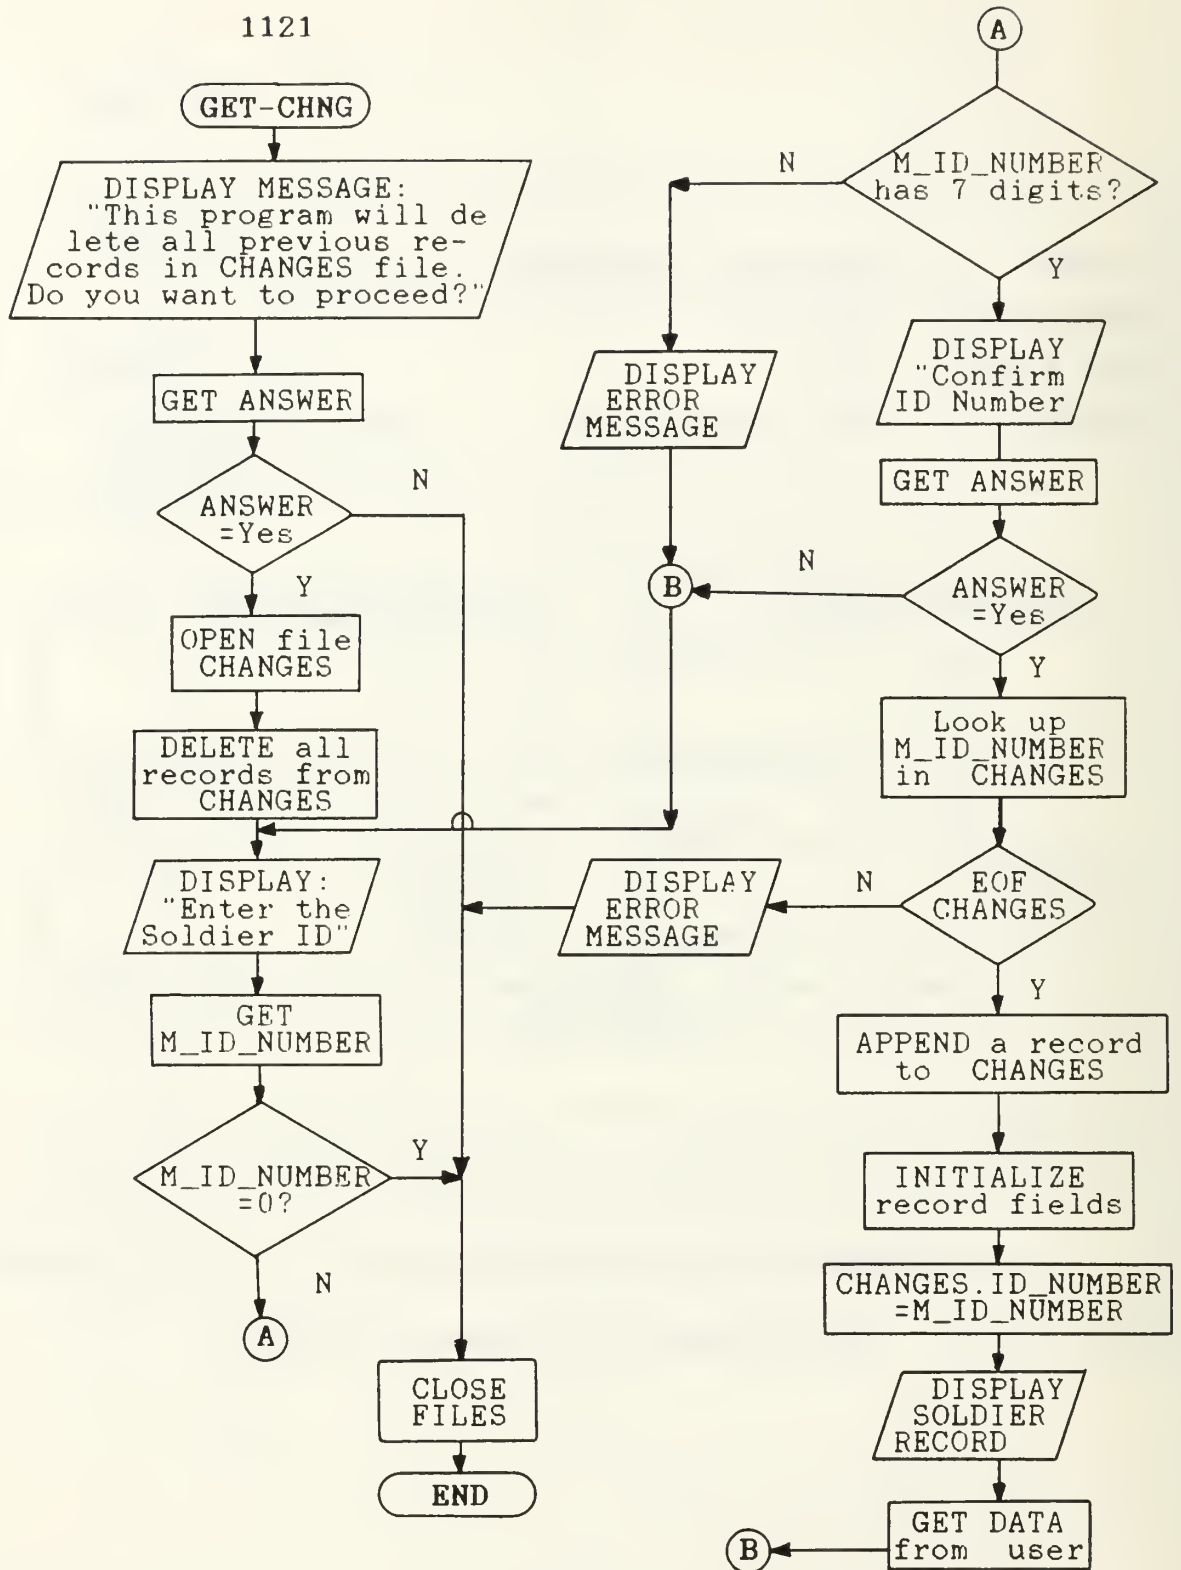 1121
GET-CHNG
DISPLAY MESSAGE:
"This program will de
lete all previous re-
cords in CHANGES file.
Do you want to proceed?"
GET ANSWER
ANSWER
=Yes
N
Y
OPEN file
CHANGES
DELETE all
records from
CHANGES
DISPLAY:
"Enter the
Soldier ID"
GET
M_ID_NUMBER
M_ID_NUMBER
=0?
Y
N
A
CLOSE
FILES
END
A
M_ID_NUMBER
has 7 digits?
N
Y
DISPLAY
ERROR
MESSAGE
DISPLAY
"Confirm
ID Number
GET ANSWER
ANSWER
=Yes
N
B
Y
Look up
M_ID_NUMBER
in CHANGES
EOF
CHANGES
N
DISPLAY
ERROR
MESSAGE
Y
APPEND a record
to CHANGES
INITIALIZE
record fields
CHANGES.ID_NUMBER
=M_ID_NUMBER
DISPLAY
SOLDIER
RECORD
GET DATA
from user
B